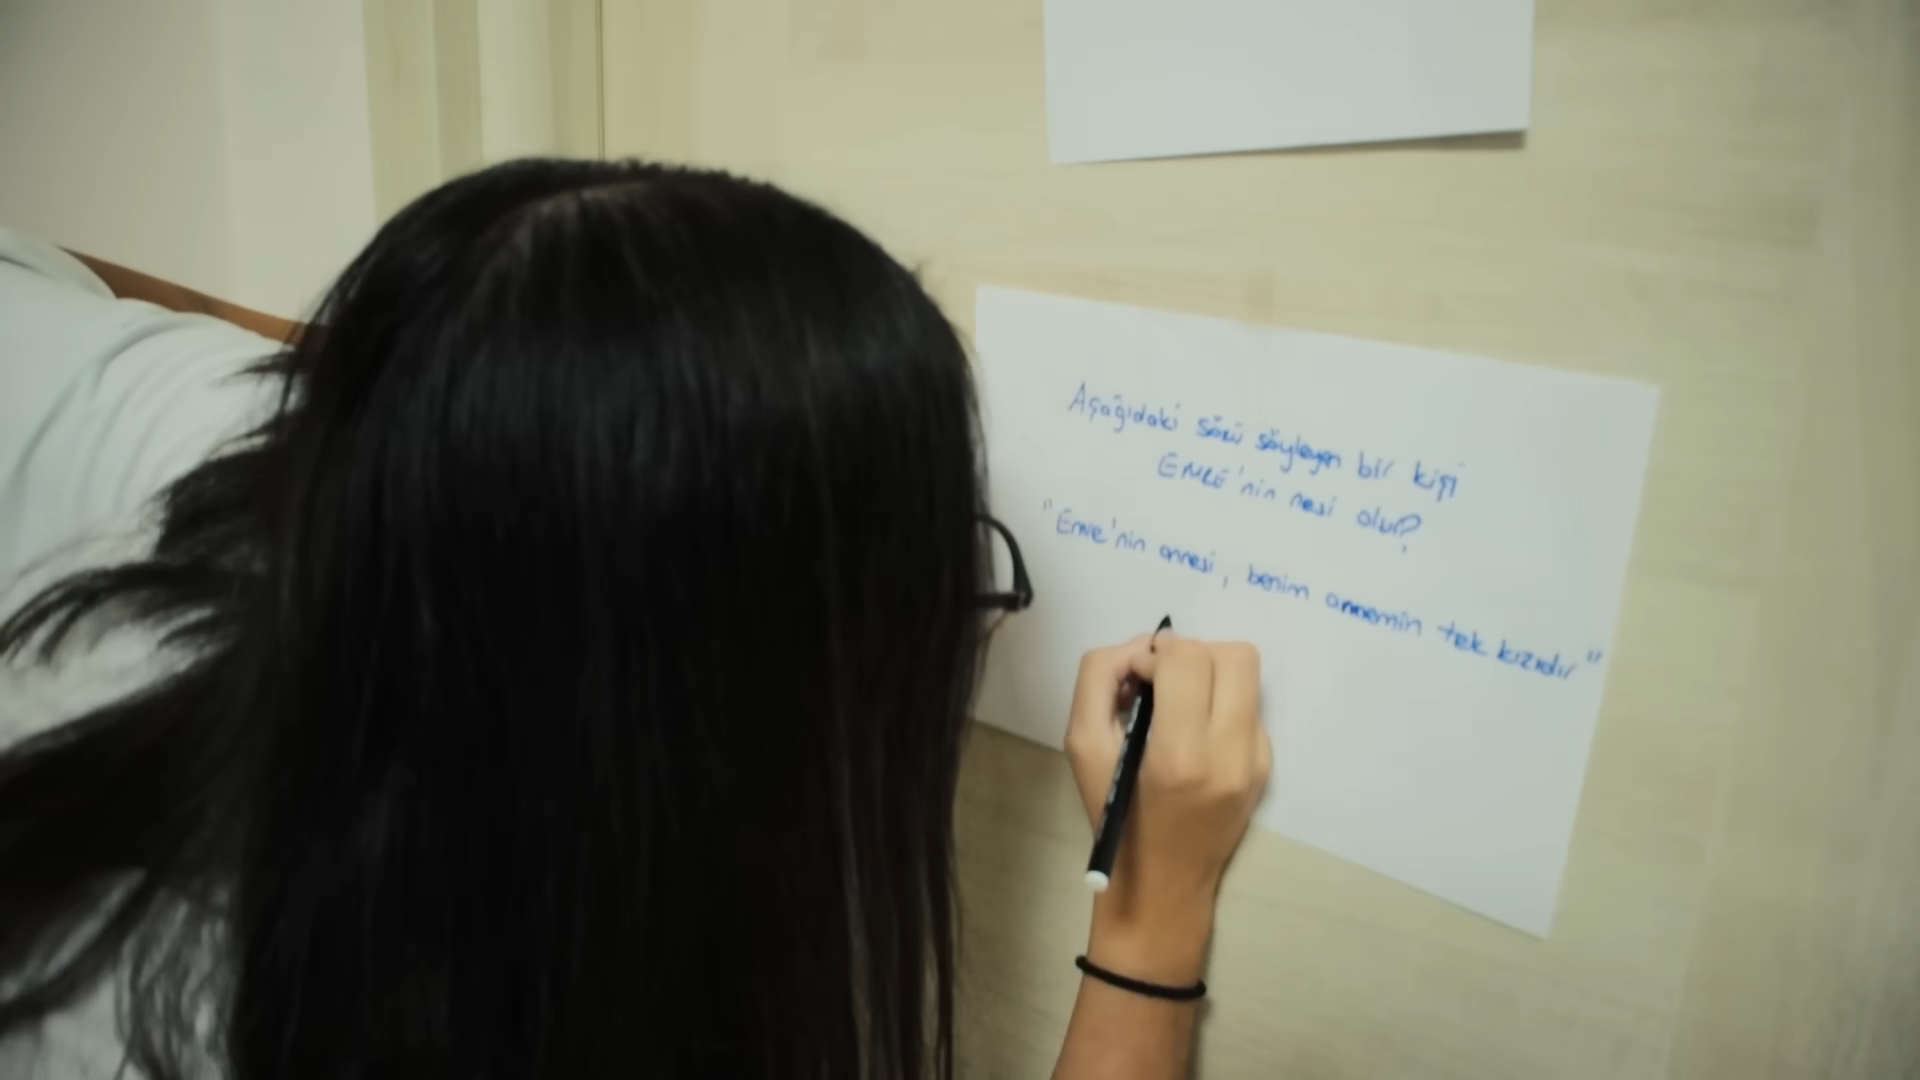 Aşağıdaki sözü söyleyen bir kişi
EMRE'nin nesi olur?
"Emre'nin annesi, benim annemin tek kızıdır"